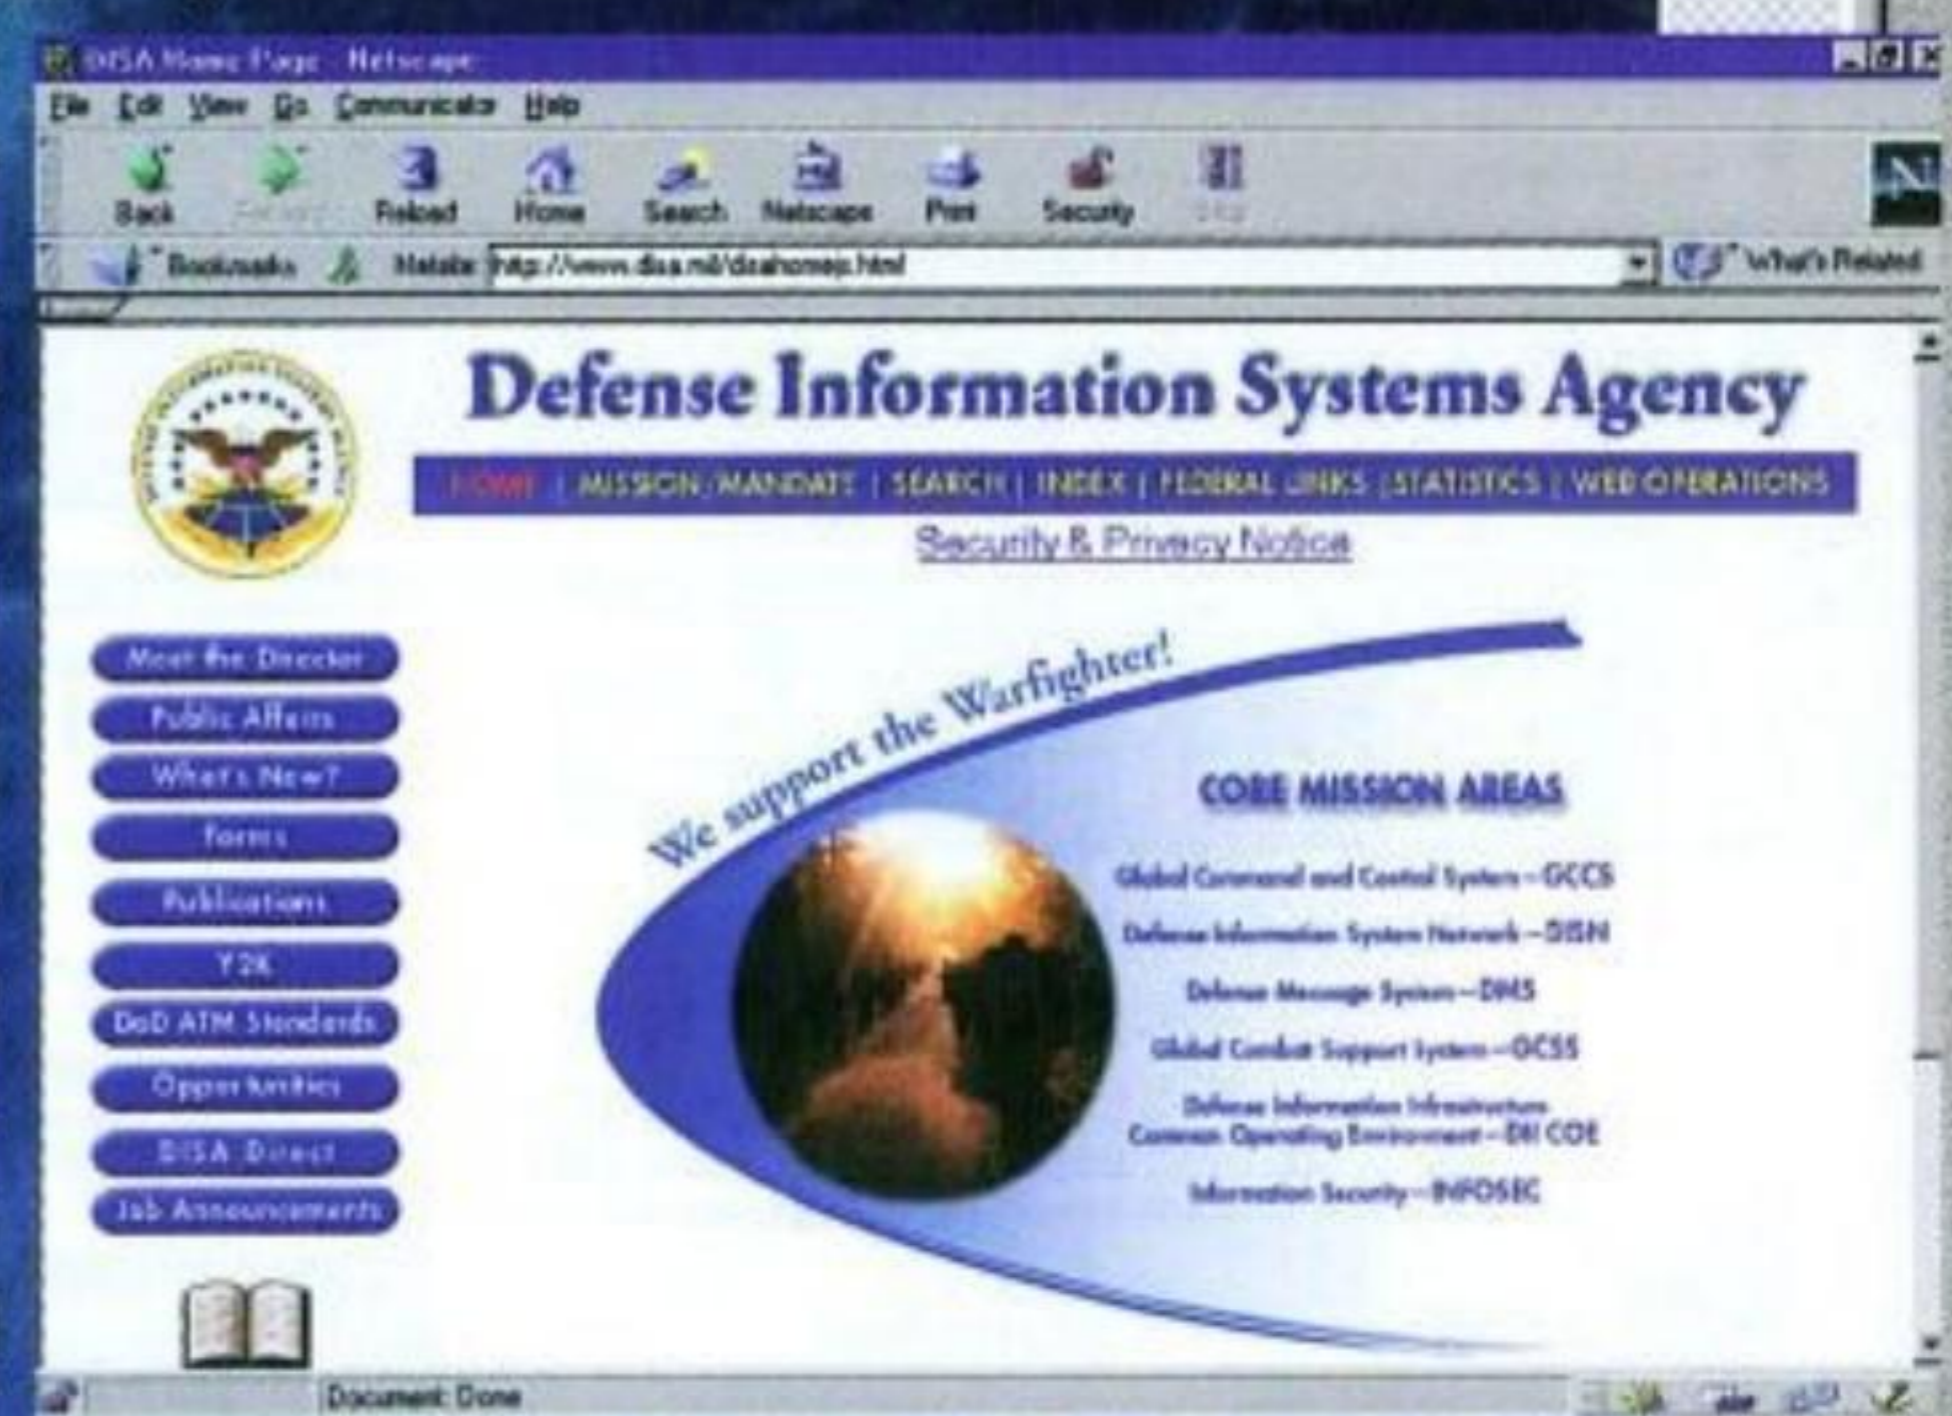 DISA Home Page - Netscape
File Edit View Go Communicator Help
Back Reload Home Search Netscape Print Security
Bookmarks Netsite: http://www.disa.mil/disahomejs.html What's Related
Defense Information Systems Agency
HOME | MISSION/MANDATE | SEARCH | INDEX | FEDERAL LINKS | STATISTICS | WEB OPERATIONS
Security & Privacy Notice
We support the Warfighter!
Meet the Director
Public Affairs
What's New?
Forms
Publications
Y2K
DoD ATM Standards
Opportunities
DISA Direct
Job Announcements
CORE MISSION AREAS
Global Command and Control System—GCCS
Defense Information System Network—DISN
Defense Message System—DMS
Global Combat Support System—GCSS
Defense Information Infrastructure
Common Operating Environment—DII COE
Information Security—INFOSEC
Document: Done